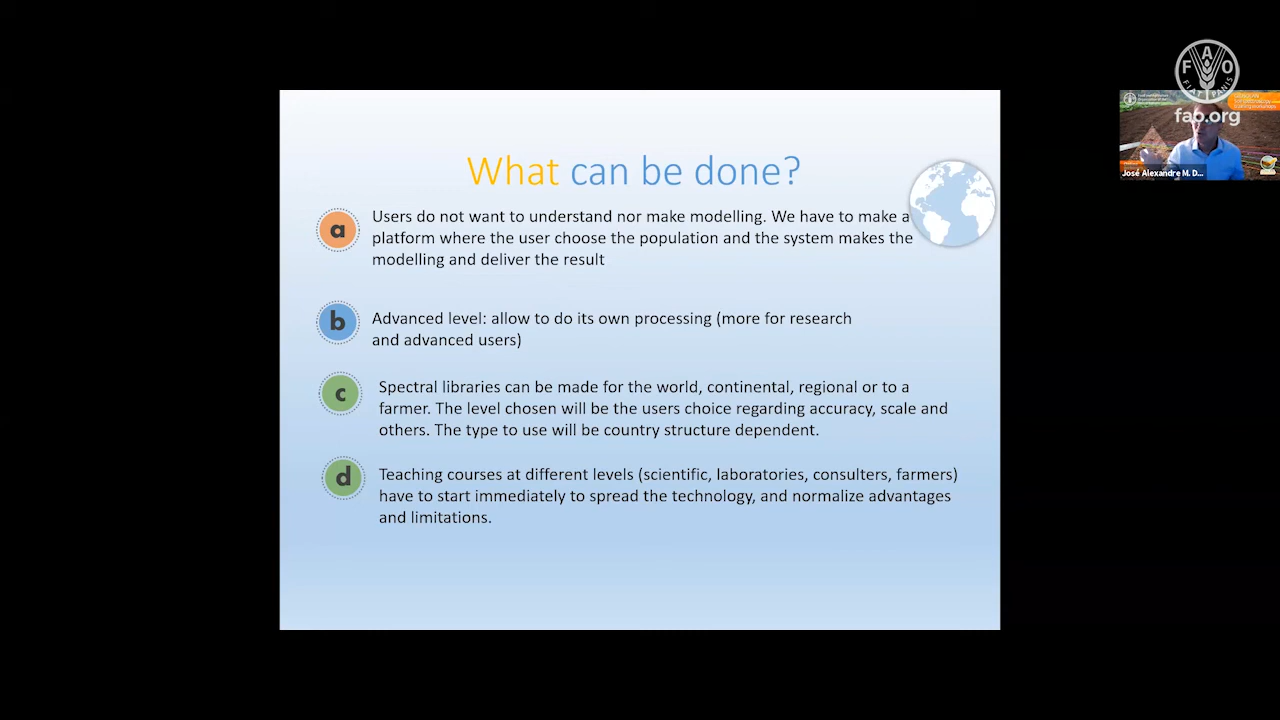 FAO
FIAT PANIS
fao.org
What can be done?
a
Users do not want to understand nor make modelling. We have to make a
platform where the user choose the population and the system makes the
modelling and deliver the result
b
Advanced level: allow to do its own processing (more for research
and advanced users)
c
Spectral libraries can be made for the world, continental, regional or to a
farmer. The level chosen will be the users choice regarding accuracy, scale and
others. The type to use will be country structure dependent.
d
Teaching courses at different levels (scientific, laboratories, consulters, farmers)
have to start immediately to spread the technology, and normalize advantages
and limitations.
José Alexandre M. D...